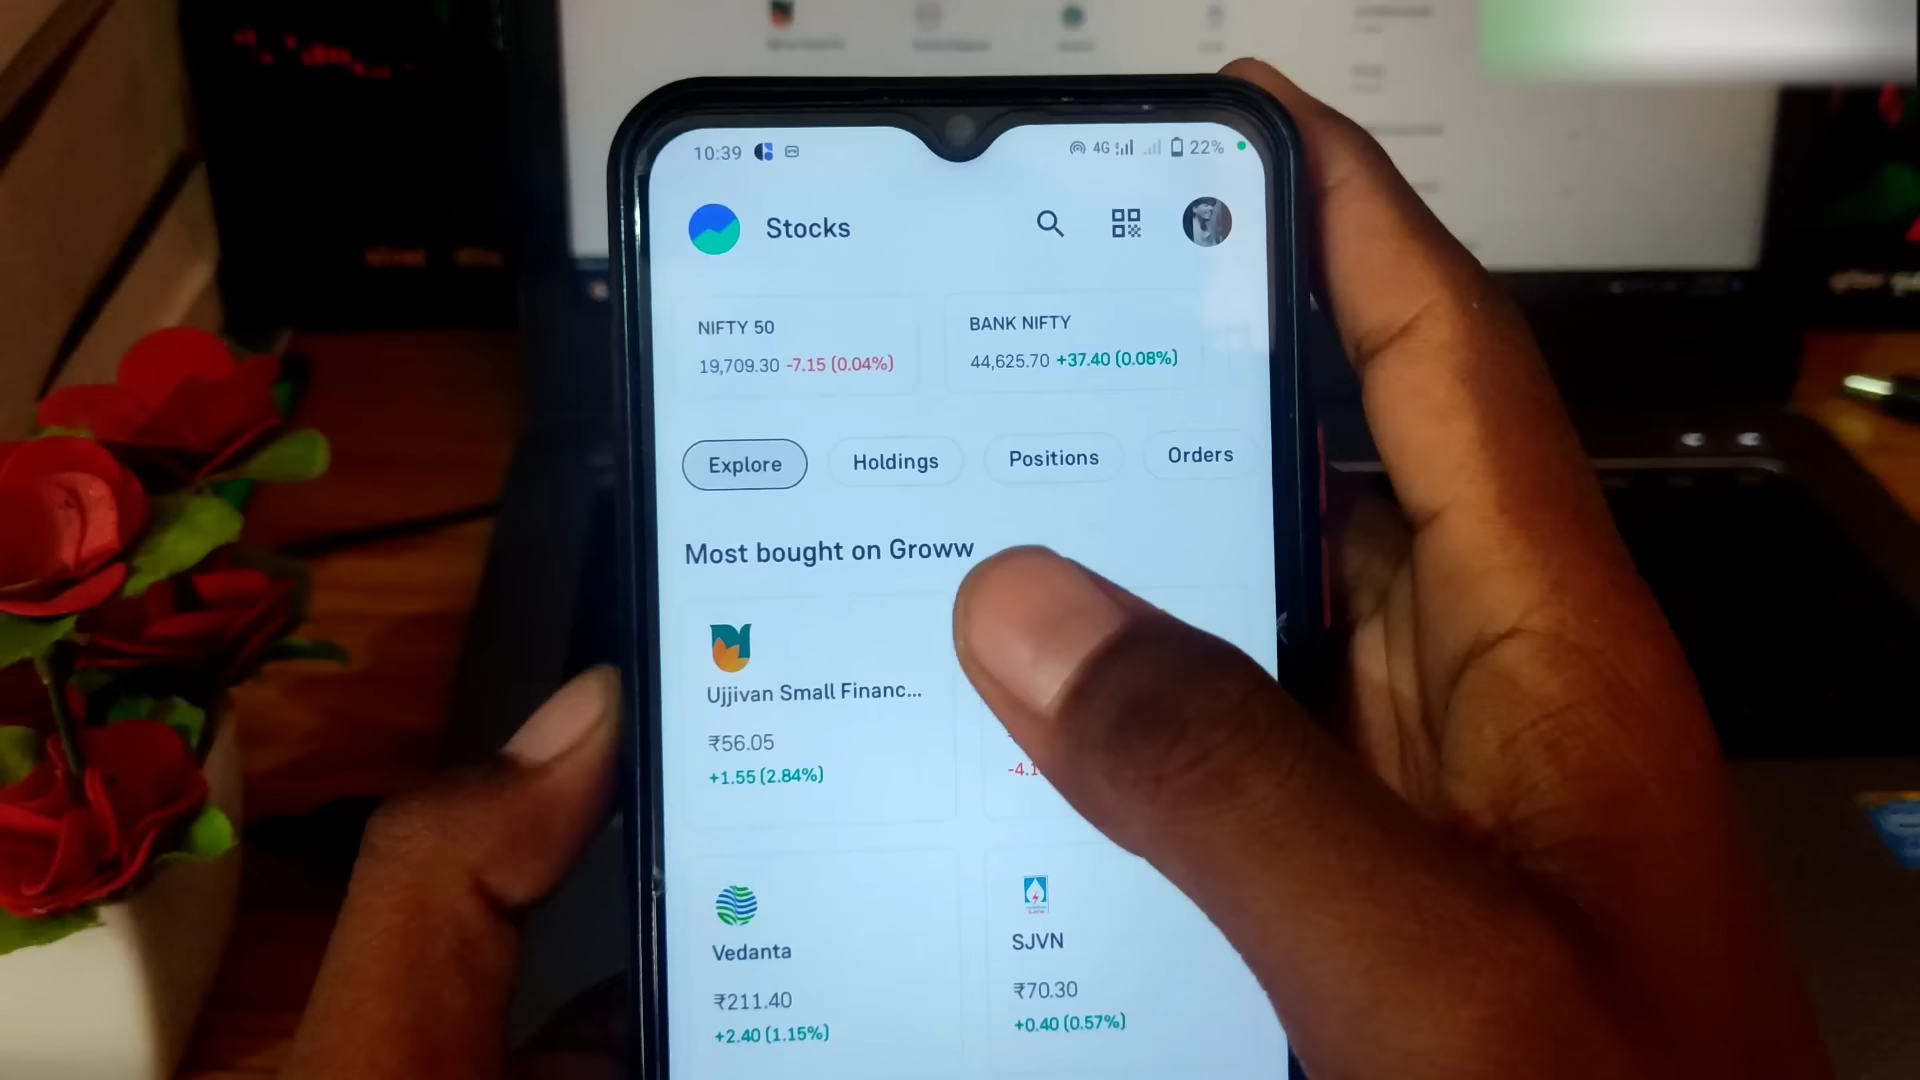 10:39 4G 22%
Stocks
NIFTY 50 BANK NIFTY
19,709.30 -7.15 (0.04%) 44,625.70 +37.40 (0.08%)
Explore Holdings Positions Orders
Most bought on Groww
Ujjivan Small Financ...
₹56.05
+1.55 (2.84%)
Vedanta SJVN
₹211.40 ₹70.30
+2.40 (1.15%) +0.40 (0.57%)